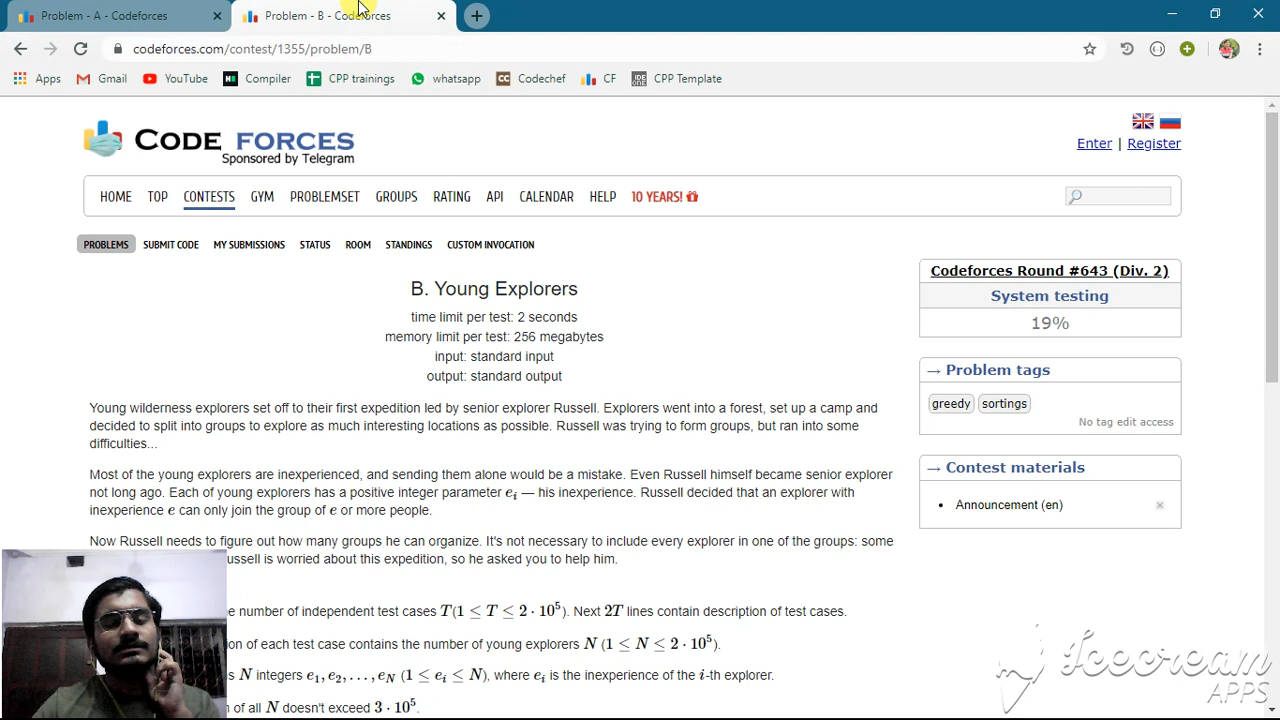 Problem - A - Codeforces
Problem - B - Codeforces
codeforces.com/contest/1355/problem/B
Apps
Gmail
YouTube
Compiler
CPP trainings
whatsapp
CC Codechef
CF
CPP Template
CODE FORCES
Sponsored by Telegram
Enter | Register
HOME TOP CONTESTS GYM PROBLEMSET GROUPS RATING API CALENDAR HELP 10 YEARS!
PROBLEMS SUBMIT CODE MY SUBMISSIONS STATUS ROOM STANDINGS CUSTOM INVOCATION
B. Young Explorers
time limit per test: 2 seconds
memory limit per test: 256 megabytes
input: standard input
output: standard output
Young wilderness explorers set off to their first expedition led by senior explorer Russell. Explorers went into a forest, set up a camp and
decided to split into groups to explore as much interesting locations as possible. Russell was trying to form groups, but ran into some
difficulties...
Most of the young explorers are inexperienced, and sending them alone would be a mistake. Even Russell himself became senior explorer
not long ago. Each of young explorers has a positive integer parameter e_i — his inexperience. Russell decided that an explorer with
inexperience e can only join the group of e or more people.
Now Russell needs to figure out how many groups he can organize. It's not necessary to include every explorer in one of the groups: some
ussell is worried about this expedition, so he asked you to help him.
e number of independent test cases T(1 ≤ T ≤ 2 · 10^5). Next 2T lines contain description of test cases.
on of each test case contains the number of young explorers N (1 ≤ N ≤ 2 · 10^5).
s N integers e_1, e_2, . . . , e_N (1 ≤ e_i ≤ N), where e_i is the inexperience of the i-th explorer.
n of all N doesn't exceed 3 · 10^5.
Codeforces Round #643 (Div. 2)
System testing
19%
→ Problem tags
greedy sortings
No tag edit access
→ Contest materials
Announcement (en)
Icecream
APPS